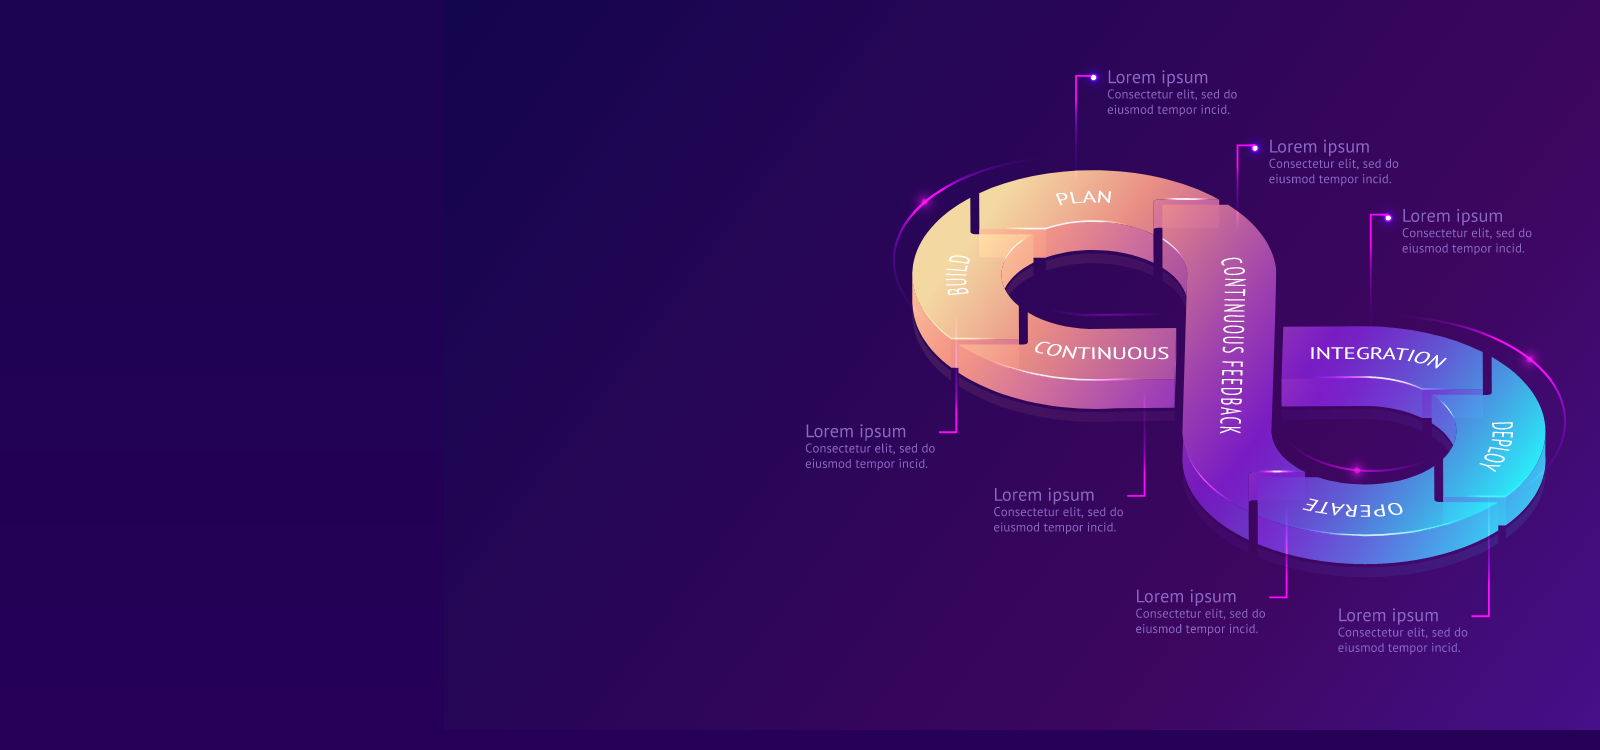 Lorem ipsum
Consectetur elit, sed do
eiusmod tempor incid.
Lorem ipsum
Consectetur elit, sed do
eiusmod tempor incid.
Lorem ipsum
Consectetur elit, sed do
eiusmod tempor incid.
PLAN
BUILD
CONTINUOUS
CONTINUOUS FEEDBACK
INTEGRATION
DEPLOY
OPERATE
Lorem ipsum
Consectetur elit, sed do
eiusmod tempor incid.
Lorem ipsum
Consectetur elit, sed do
eiusmod tempor incid.
Lorem ipsum
Consectetur elit, sed do
eiusmod tempor incid.
Lorem ipsum
Consectetur elit, sed do
eiusmod tempor incid.